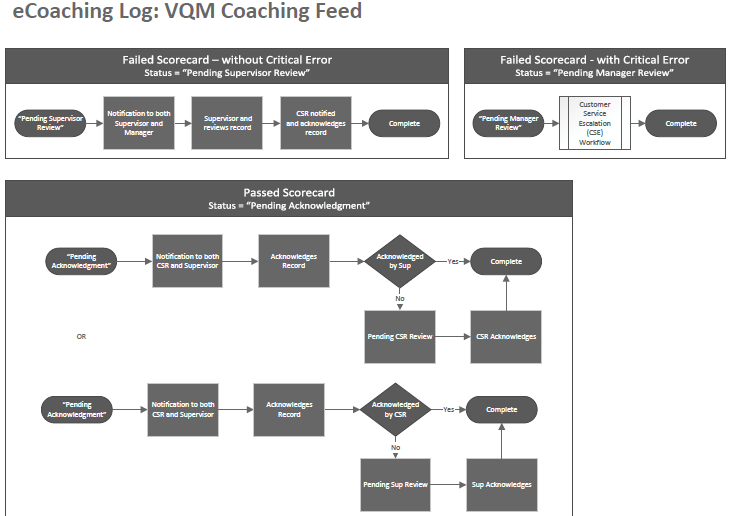 eCoaching Log: VQM Coaching Feed
Failed Scorecard – without Critical Error
Status = “Pending Supervisor Review”
“Pending Supervisor
Review”
Notification to both
Supervisor and
Manager
Supervisor and
reviews record
CSR notified
and acknowledges
record
Complete
Failed Scorecard - with Critical Error
Status = “Pending Manager Review”
“Pending Manager
Review”
Customer
Service
Escalation
(CSE)
Workflow
Complete
Passed Scorecard
Status = “Pending Acknowledgment”
“Pending
Acknowledgment”
Notification to both
CSR and Supervisor
Acknowledges
Record
Acknowledged
by Sup
Yes
Complete
No
Pending CSR Review
CSR Acknowledges
OR
“Pending
Acknowledgment”
Notification to both
CSR and Supervisor
Acknowledges
Record
Acknowledged
by CSR
Yes
Complete
No
Pending Sup Review
Sup Acknowledges